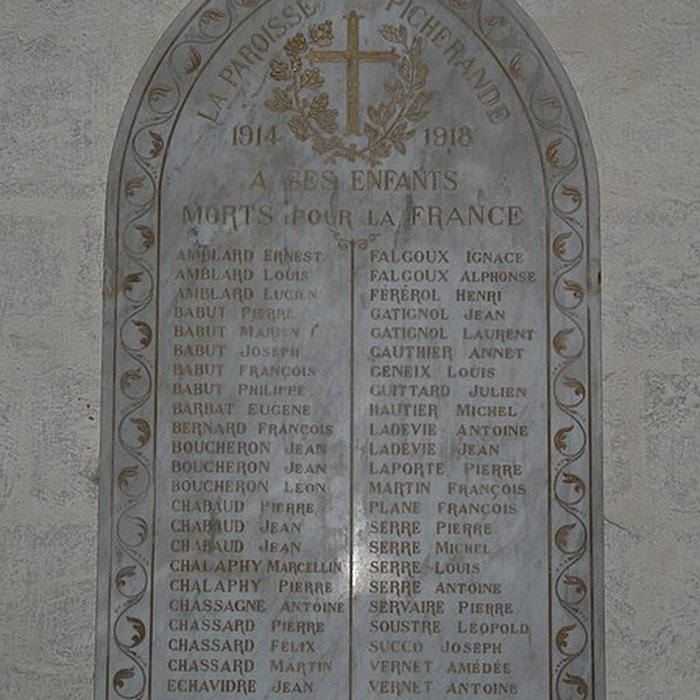 LA PAROISSE PICHERANDE
1914 1918
A SES ENFANTS
MORTS POUR LA FRANCE
AMBLARD ERNEST
AMBLARD LOUIS
AMBLARD LUCIEN
BABUT PIERRE
BABUT MARIEN
BABUT JOSEPH
BABUT FRANÇOIS
BABUT PHILIPPE
BARBAT EUGENE
BERNARD FRANÇOIS
BOUCHERON JEAN
BOUCHERON JEAN
BOUCHERON LEON
CHABAUD PIERRE
CHABAUD JEAN
CHABAUD JEAN
CHALAPHY MARCELLIN
CHALAPHY PIERRE
CHASSAGNE ANTOINE
CHASSARD PIERRE
CHASSARD FÉLIX
CHASSARD MARTIN
ECHAVIDRE JEAN
FALGOUX IGNACE
FALGOUX ALPHONSE
FÉRÉROL HENRI
GATIGNOL JEAN
GATIGNOL LAURENT
GAUTHIER ANNET
GENEIX LOUIS
GUITTARD JULIEN
HAUTIER MICHEL
LADEVIE ANTOINE
LADEVIE JEAN
LAPORTE PIERRE
MARTIN FRANÇOIS
PLANE FRANÇOIS
SERRE PIERRE
SERRE MICHEL
SERRE LOUIS
SERRE ANTOINE
SERVAIRE PIERRE
SOUSTRE LÉOPOLD
SUCCO JOSEPH
VERNET AMÉDÉE
VERNET ANTOINE